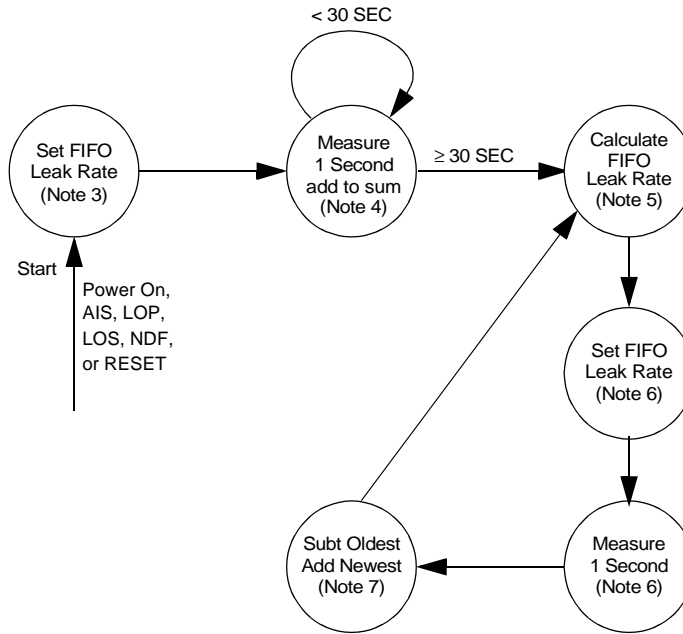 < 30 SEC
Set FIFO
Leak Rate
(Note 3)
Measure
1 Second
add to sum
(Note 4)
≥ 30 SEC
Calculate
FIFO
Leak Rate
(Note 5)
Start
Power On,
AIS, LOP,
LOS, NDF,
or RESET
Set FIFO
Leak Rate
(Note 6)
Subt Oldest
Add Newest
(Note 7)
Measure
1 Second
(Note 6)